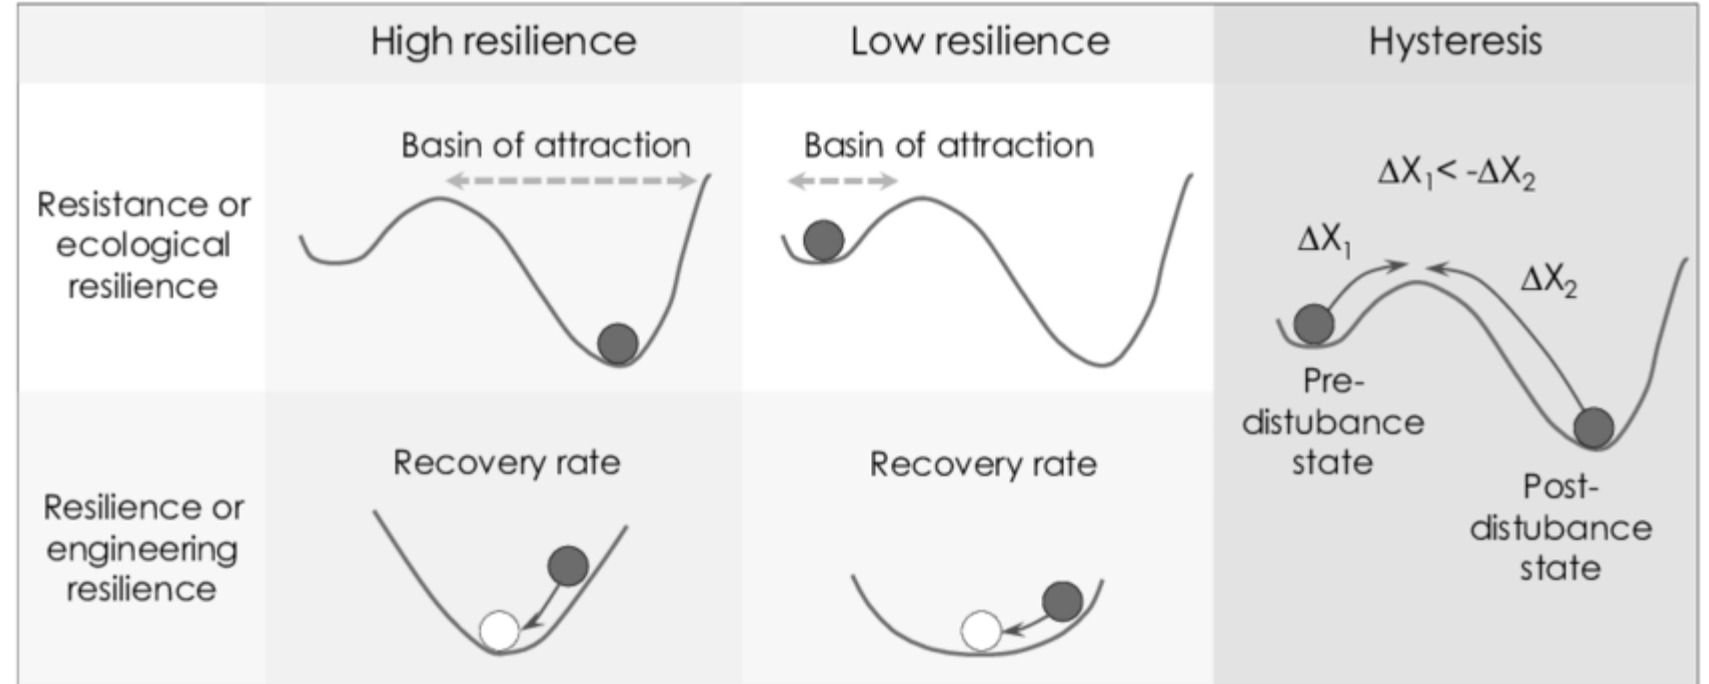 High resilience
Low resilience
Hysteresis
Resistance or
ecological
resilience
Basin of attraction
Basin of attraction
ΔX₁< -ΔX₂
ΔX₁
ΔX₂
Pre-
distubance
state
Post-
distubance
state
Resilience or
engineering
resilience
Recovery rate
Recovery rate